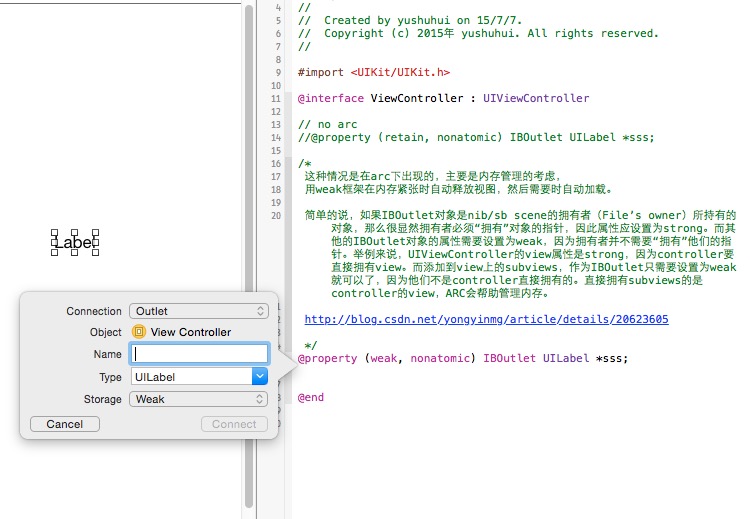 Label
Connection Outlet
Object View Controller
Name
Type UILabel
Storage Weak
Cancel Connect
4 //
5 //  Created by yushuhui on 15/7/7.
6 //  Copyright (c) 2015年 yushuhui. All rights reserved.
7 //
8
9 #import <UIKit/UIKit.h>
10
11 @interface ViewController : UIViewController
12
13 // no arc
14 //@property (retain, nonatomic) IBOutlet UILabel *sss;
15
16 /*
17 这种情况是在arc下出现的，主要是内存管理的考虑，
18 用weak框架在内存紧张时自动释放视图，然后需要时自动加载。
19
20 简单的说，如果IBOutlet对象是nib/sb scene的拥有者（File’s owner）所持有的
对象，那么很显然拥有者必须“拥有”对象的指针，因此属性应设置为strong。而其
他的IBOutlet对象的属性需要设置为weak，因为拥有者并不需要“拥有”他们的指
针。举例来说，UIViewController的view属性是strong，因为controller要
直接拥有view。而添加到view上的subviews，作为IBOutlet只需要设置为weak
就可以了，因为他们不是controller直接拥有的。直接拥有subviews的是
controller的view，ARC会帮助管理内存。
http://blog.csdn.net/yongyinmg/article/details/20623605
*/
@property (weak, nonatomic) IBOutlet UILabel *sss;
@end